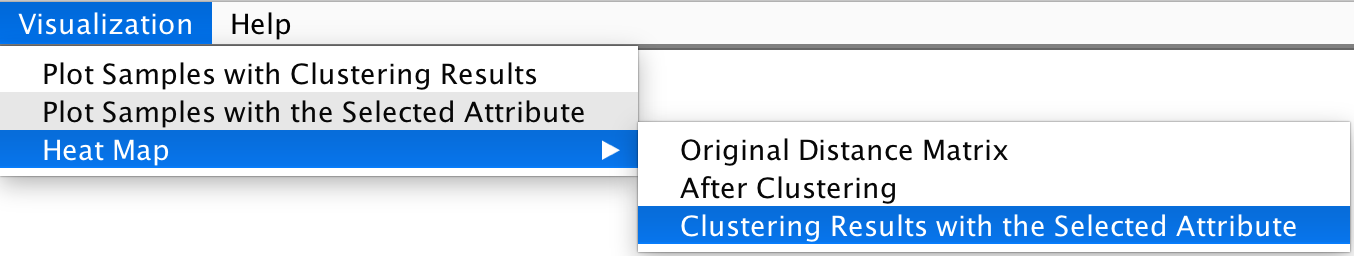 Visualization Help
Plot Samples with Clustering Results
Plot Samples with the Selected Attribute
Heat Map
Original Distance Matrix
After Clustering
Clustering Results with the Selected Attribute